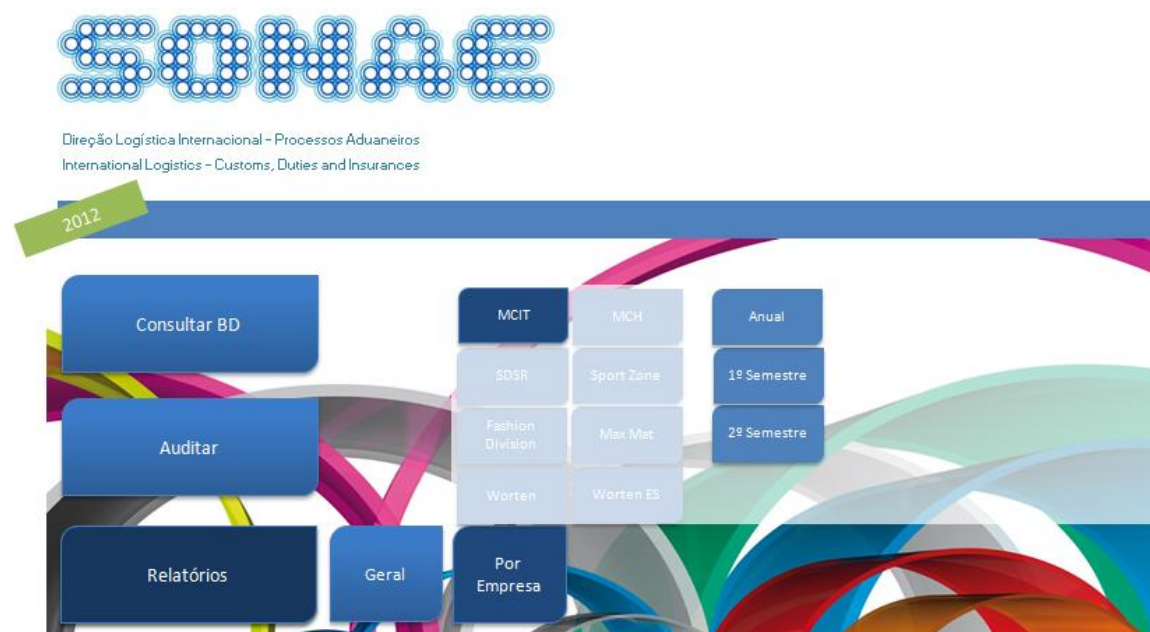 SONAE
Direção Logística Internacional – Processos Aduaneiros
International Logistics – Customs, Duties and Insurances
2012
Consultar BD
MCIT
MCH
Anual
SDSR
Sport Zone
1º Semestre
Auditar
Fashion
Division
Max Mat
2º Semestre
Worten
Worten ES
Relatórios
Geral
Por
Empresa